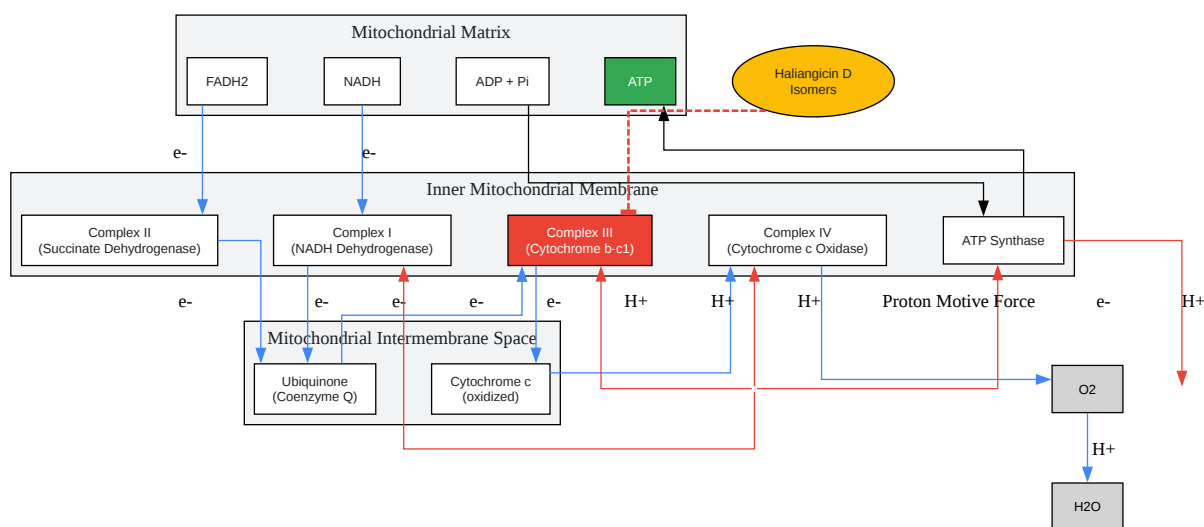 Mitochondrial Matrix
FADH2
NADH
ADP + Pi
ATP
Haliangicin D
Isomers
e-
e-
Inner Mitochondrial Membrane
Complex II
(Succinate Dehydrogenase)
Complex I
(NADH Dehydrogenase)
Complex III
(Cytochrome b-c1)
Complex IV
(Cytochrome c Oxidase)
ATP Synthase
e-
e-
e-
e-
e-
H+
H+
H+
Proton Motive Force
e-
H+
Mitochondrial Intermembrane Space
Ubiquinone
(Coenzyme Q)
Cytochrome c
(oxidized)
O2
H+
H2O